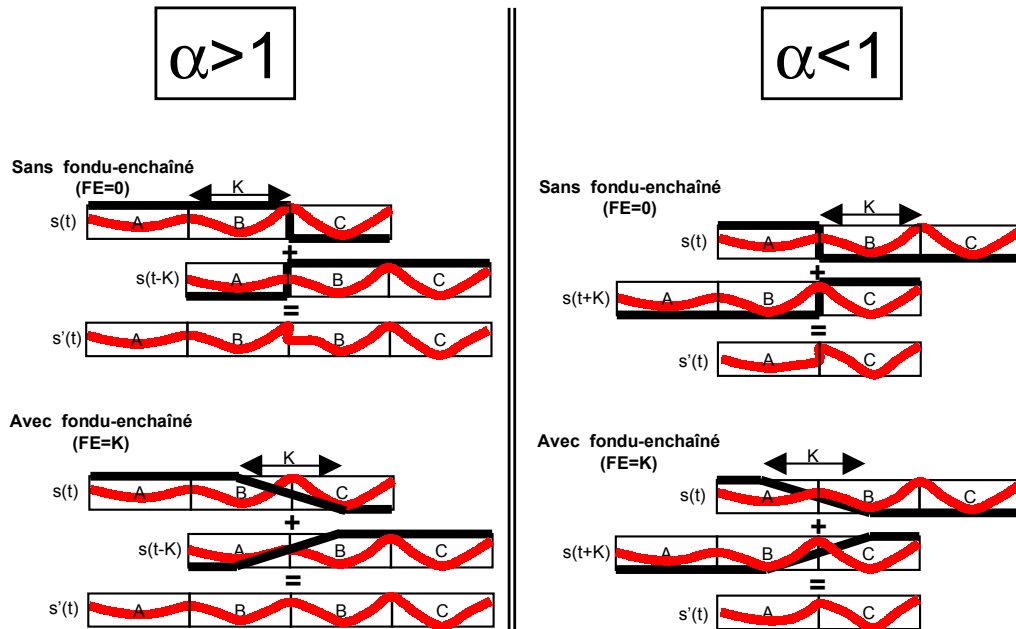 α>1
Sans fondu-enchaîné
(FE=0)
K
s(t) A B C
+
s(t-K) A B C
=
s'(t) A B B C
Avec fondu-enchaîné
(FE=K)
K
s(t) A B C
+
s(t-K) A B C
=
s'(t) A B B C
α<1
Sans fondu-enchaîné
(FE=0)
K
s(t) A B C
+
s(t+K) A B C
=
s'(t) A C
Avec fondu-enchaîné
(FE=K)
K
s(t) A B C
+
s(t+K) A B C
=
s'(t) A C